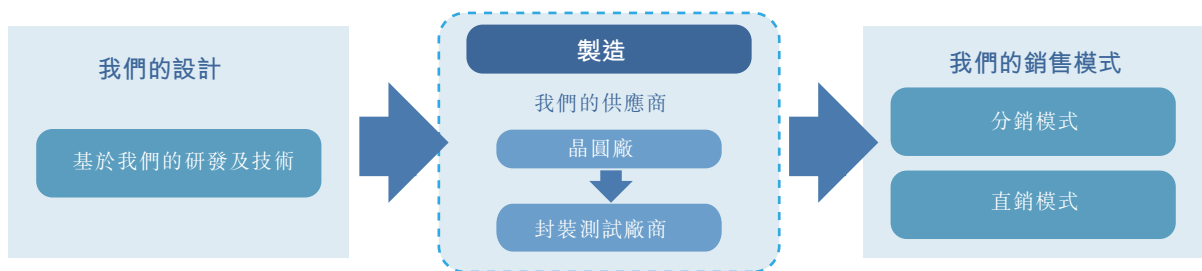 我們的設計
基於我們的研發及技術
製造
我們的供應商
晶圓廠
封裝測試廠商
我們的銷售模式
分銷模式
直銷模式